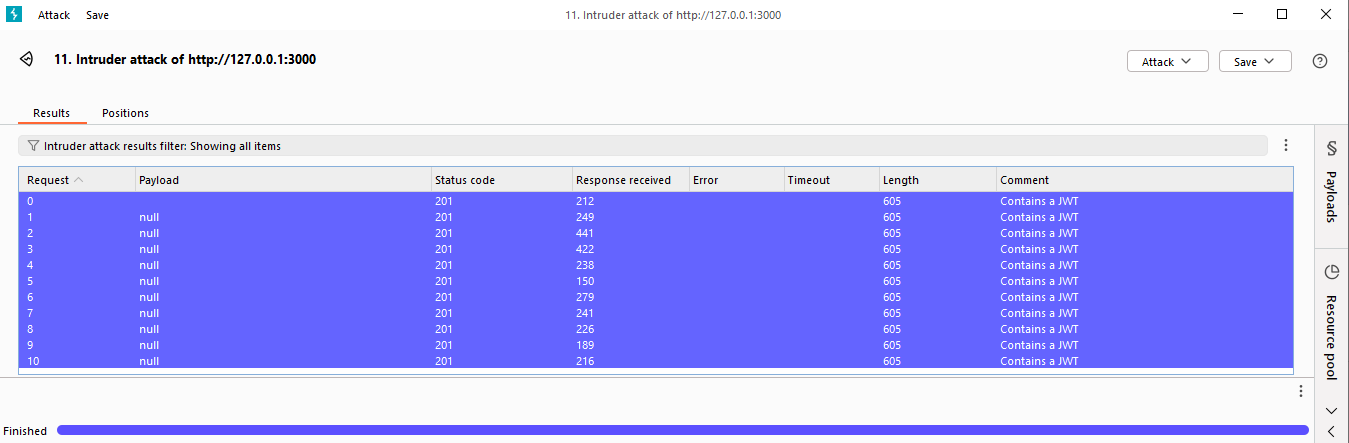 Attack Save 11. Intruder attack of http://127.0.0.1:3000
11. Intruder attack of http://127.0.0.1:3000 Attack Save
Results Positions
Intruder attack results filter: Showing all items
Request Payload Status code Response received Error Timeout Length Comment
0 201 212 605 Contains a JWT
1 null 201 249 605 Contains a JWT
2 null 201 441 605 Contains a JWT
3 null 201 422 605 Contains a JWT
4 null 201 238 605 Contains a JWT
5 null 201 150 605 Contains a JWT
6 null 201 279 605 Contains a JWT
7 null 201 241 605 Contains a JWT
8 null 201 226 605 Contains a JWT
9 null 201 189 605 Contains a JWT
10 null 201 216 605 Contains a JWT
Finished
Payloads
Resource pool